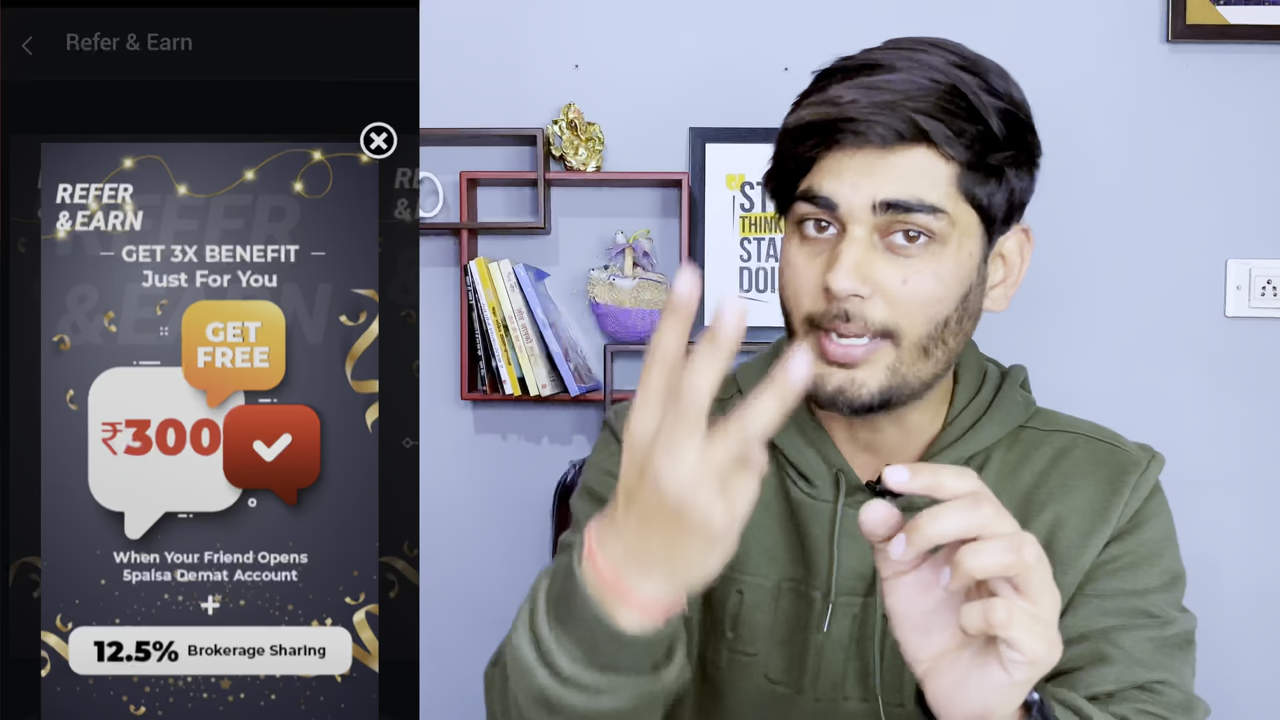 Refer & Earn
REFER
&EARN
GET 3X BENEFIT
Just For You
GET
FREE
₹300
When Your Friend Opens
5paisa Demat Account
+
12.5% Brokerage Sharing
THINK